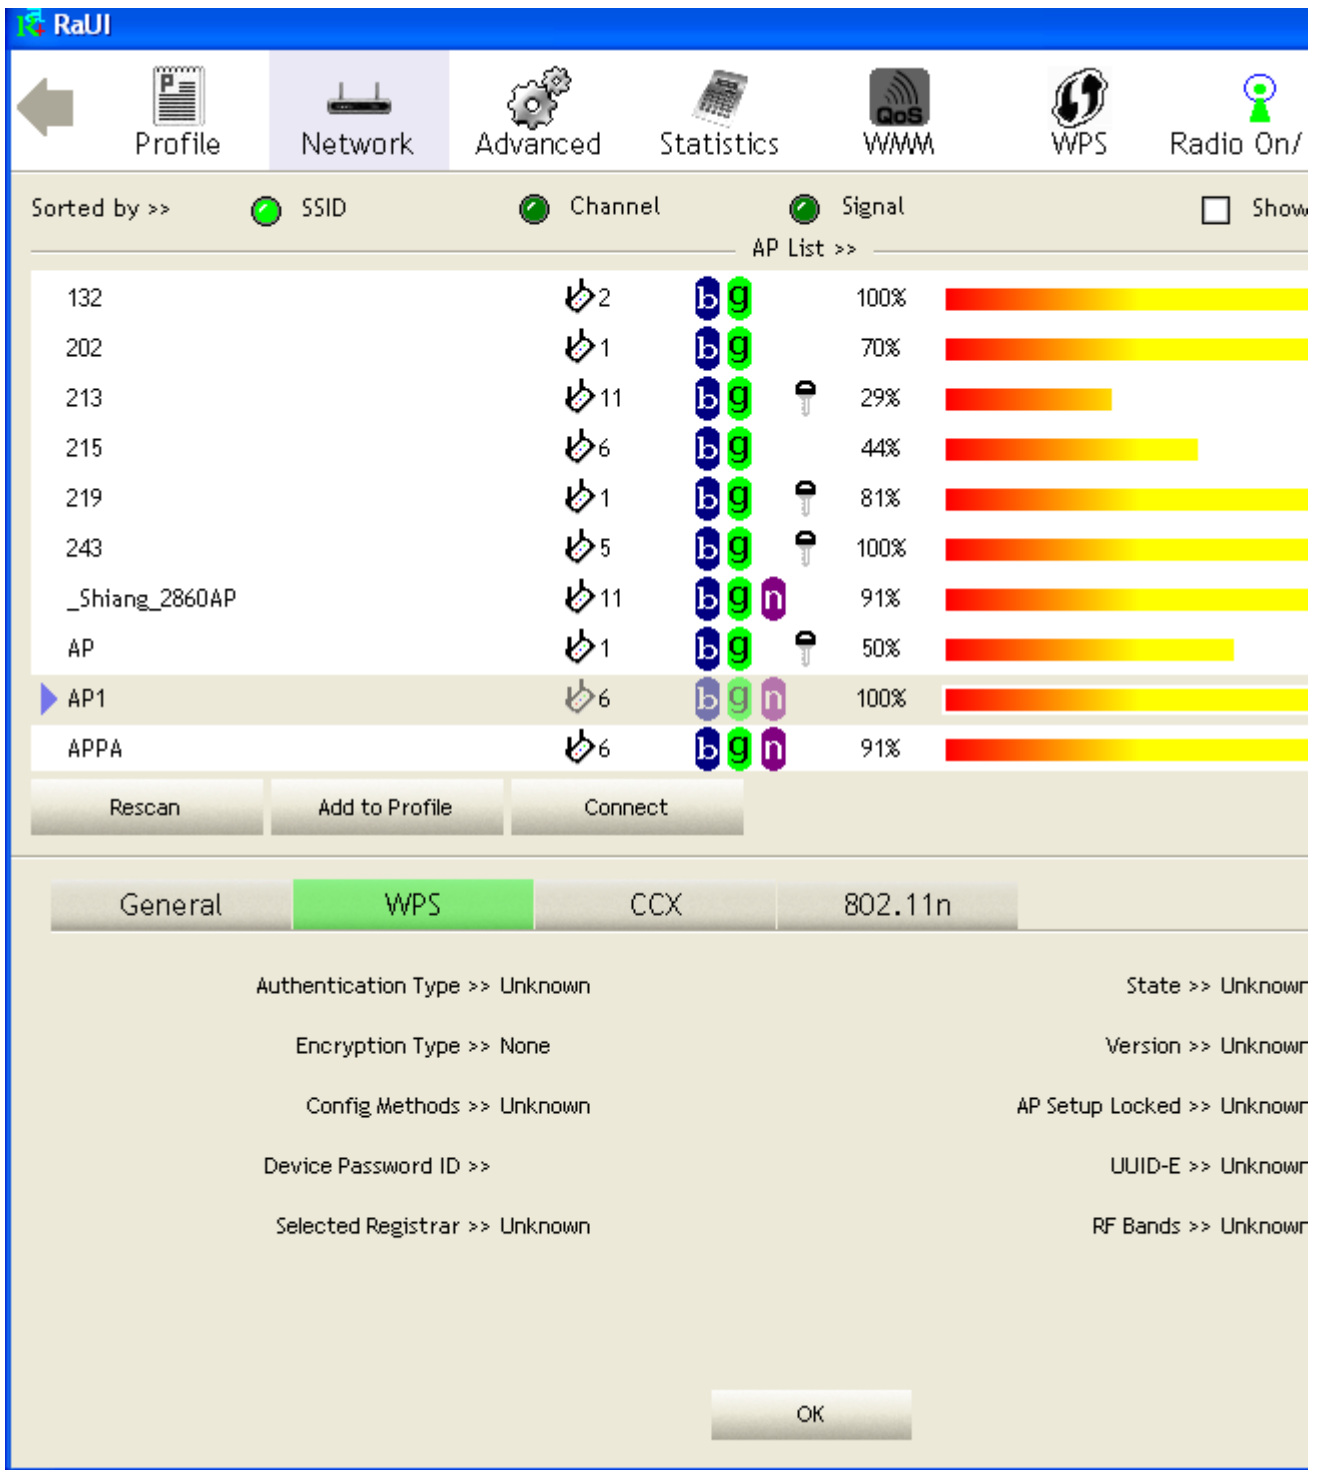 RaUI
Profile Network Advanced Statistics WMM WPS Radio On/
QoS
Sorted by >> SSID Channel Signal Show
AP List >>
132 2 b g 100%
202 1 b g 70%
213 11 b g 29%
215 6 b g 44%
219 1 b g 81%
243 5 b g 100%
_Shiang_2860AP 11 b g n 91%
AP 1 b g 50%
AP1 6 b g n 100%
APPA 6 b g n 91%
Rescan Add to Profile Connect
General WPS CCX 802.11n
Authentication Type >> Unknown State >> Unknown
Encryption Type >> None Version >> Unknown
Config Methods >> Unknown AP Setup Locked >> Unknown
Device Password ID >> UUID-E >> Unknown
Selected Registrar >> Unknown RF Bands >> Unknown
OK